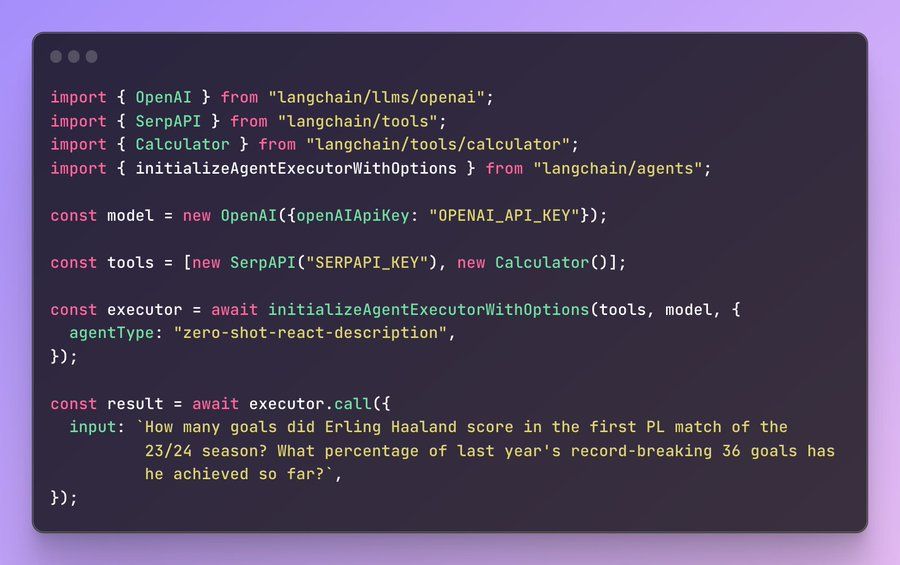 import { OpenAI } from "langchain/llms/openai";
import { SerpAPI } from "langchain/tools";
import { Calculator } from "langchain/tools/calculator";
import { initializeAgentExecutorWithOptions } from "langchain/agents";
const model = new OpenAI({openAIApiKey: "OPENAI_API_KEY"});
const tools = [new SerpAPI("SERPAPI_KEY"), new Calculator()];
const executor = await initializeAgentExecutorWithOptions(tools, model, {
  agentType: "zero-shot-react-description",
});
const result = await executor.call({
  input: `How many goals did Erling Haaland score in the first PL match of the
          23/24 season? What percentage of last year's record-breaking 36 goals has
          he achieved so far?`,
});